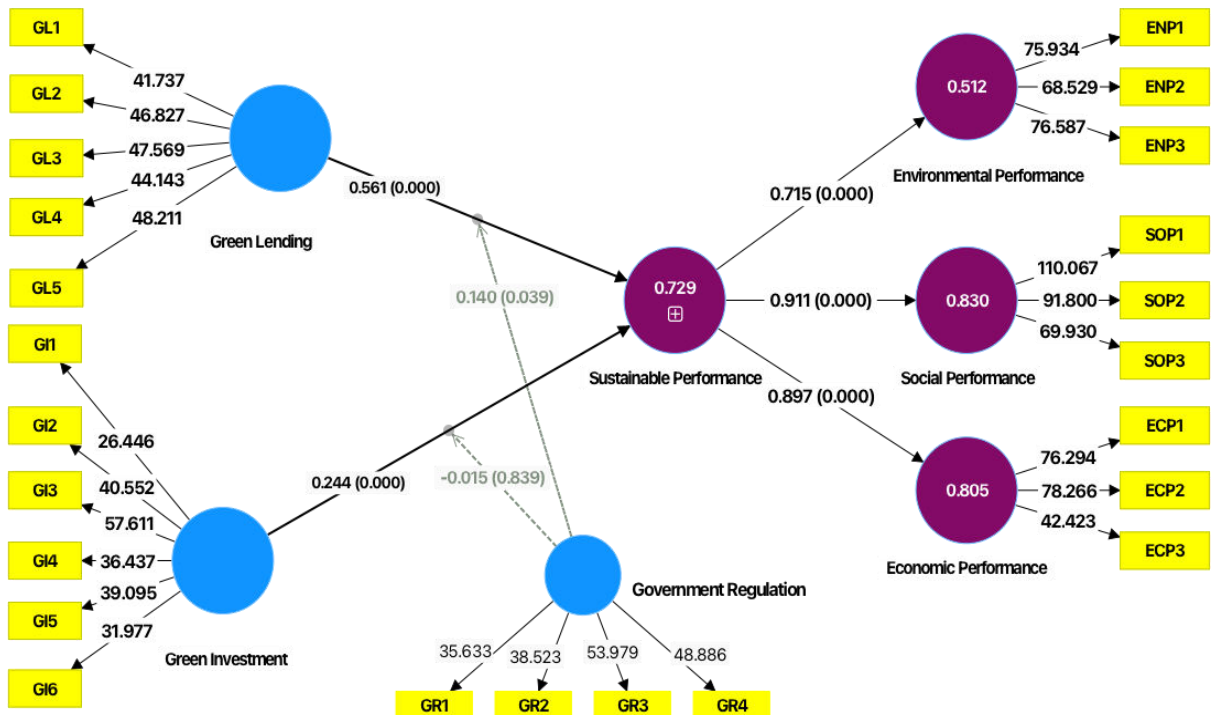 GL1
41.737
GL2
46.827
GL3
47.569
GL4
44.143
GL5
48.211
Green Lending
0.561 (0.000)
GI1
26.446
GI2
40.552
GI3
57.611
GI4
36.437
GI5
39.095
GI6
31.977
Green Investment
0.244 (0.000)
0.140 (0.039)
-0.015 (0.839)
Government Regulation
35.633
38.523
53.979
48.886
GR1
GR2
GR3
GR4
0.729
Sustainable Performance
0.715 (0.000)
0.911 (0.000)
0.897 (0.000)
0.512
Environmental Performance
75.934
ENP1
68.529
ENP2
76.587
ENP3
0.830
Social Performance
110.067
SOP1
91.800
SOP2
69.930
SOP3
0.805
Economic Performance
76.294
ECP1
78.266
ECP2
42.423
ECP3